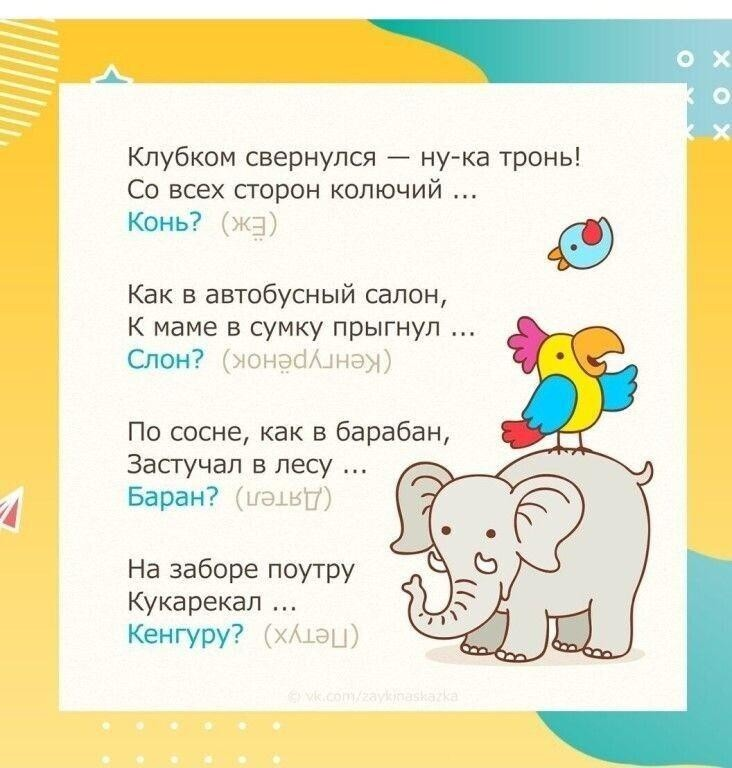 Клубком свернулся — ну-ка тронь!
Со всех сторон колючий ...
Конь? (Ёж)
Как в автобусный салон,
К маме в сумку прыгнул ...
Слон? (Кенгурёнок)
По сосне, как в барабан,
Застучал в лесу ...
Баран? (Дятел)
На заборе поутру
Кукарекал ...
Кенгуру? (Петух)
© vk.com/zaykinaskazka